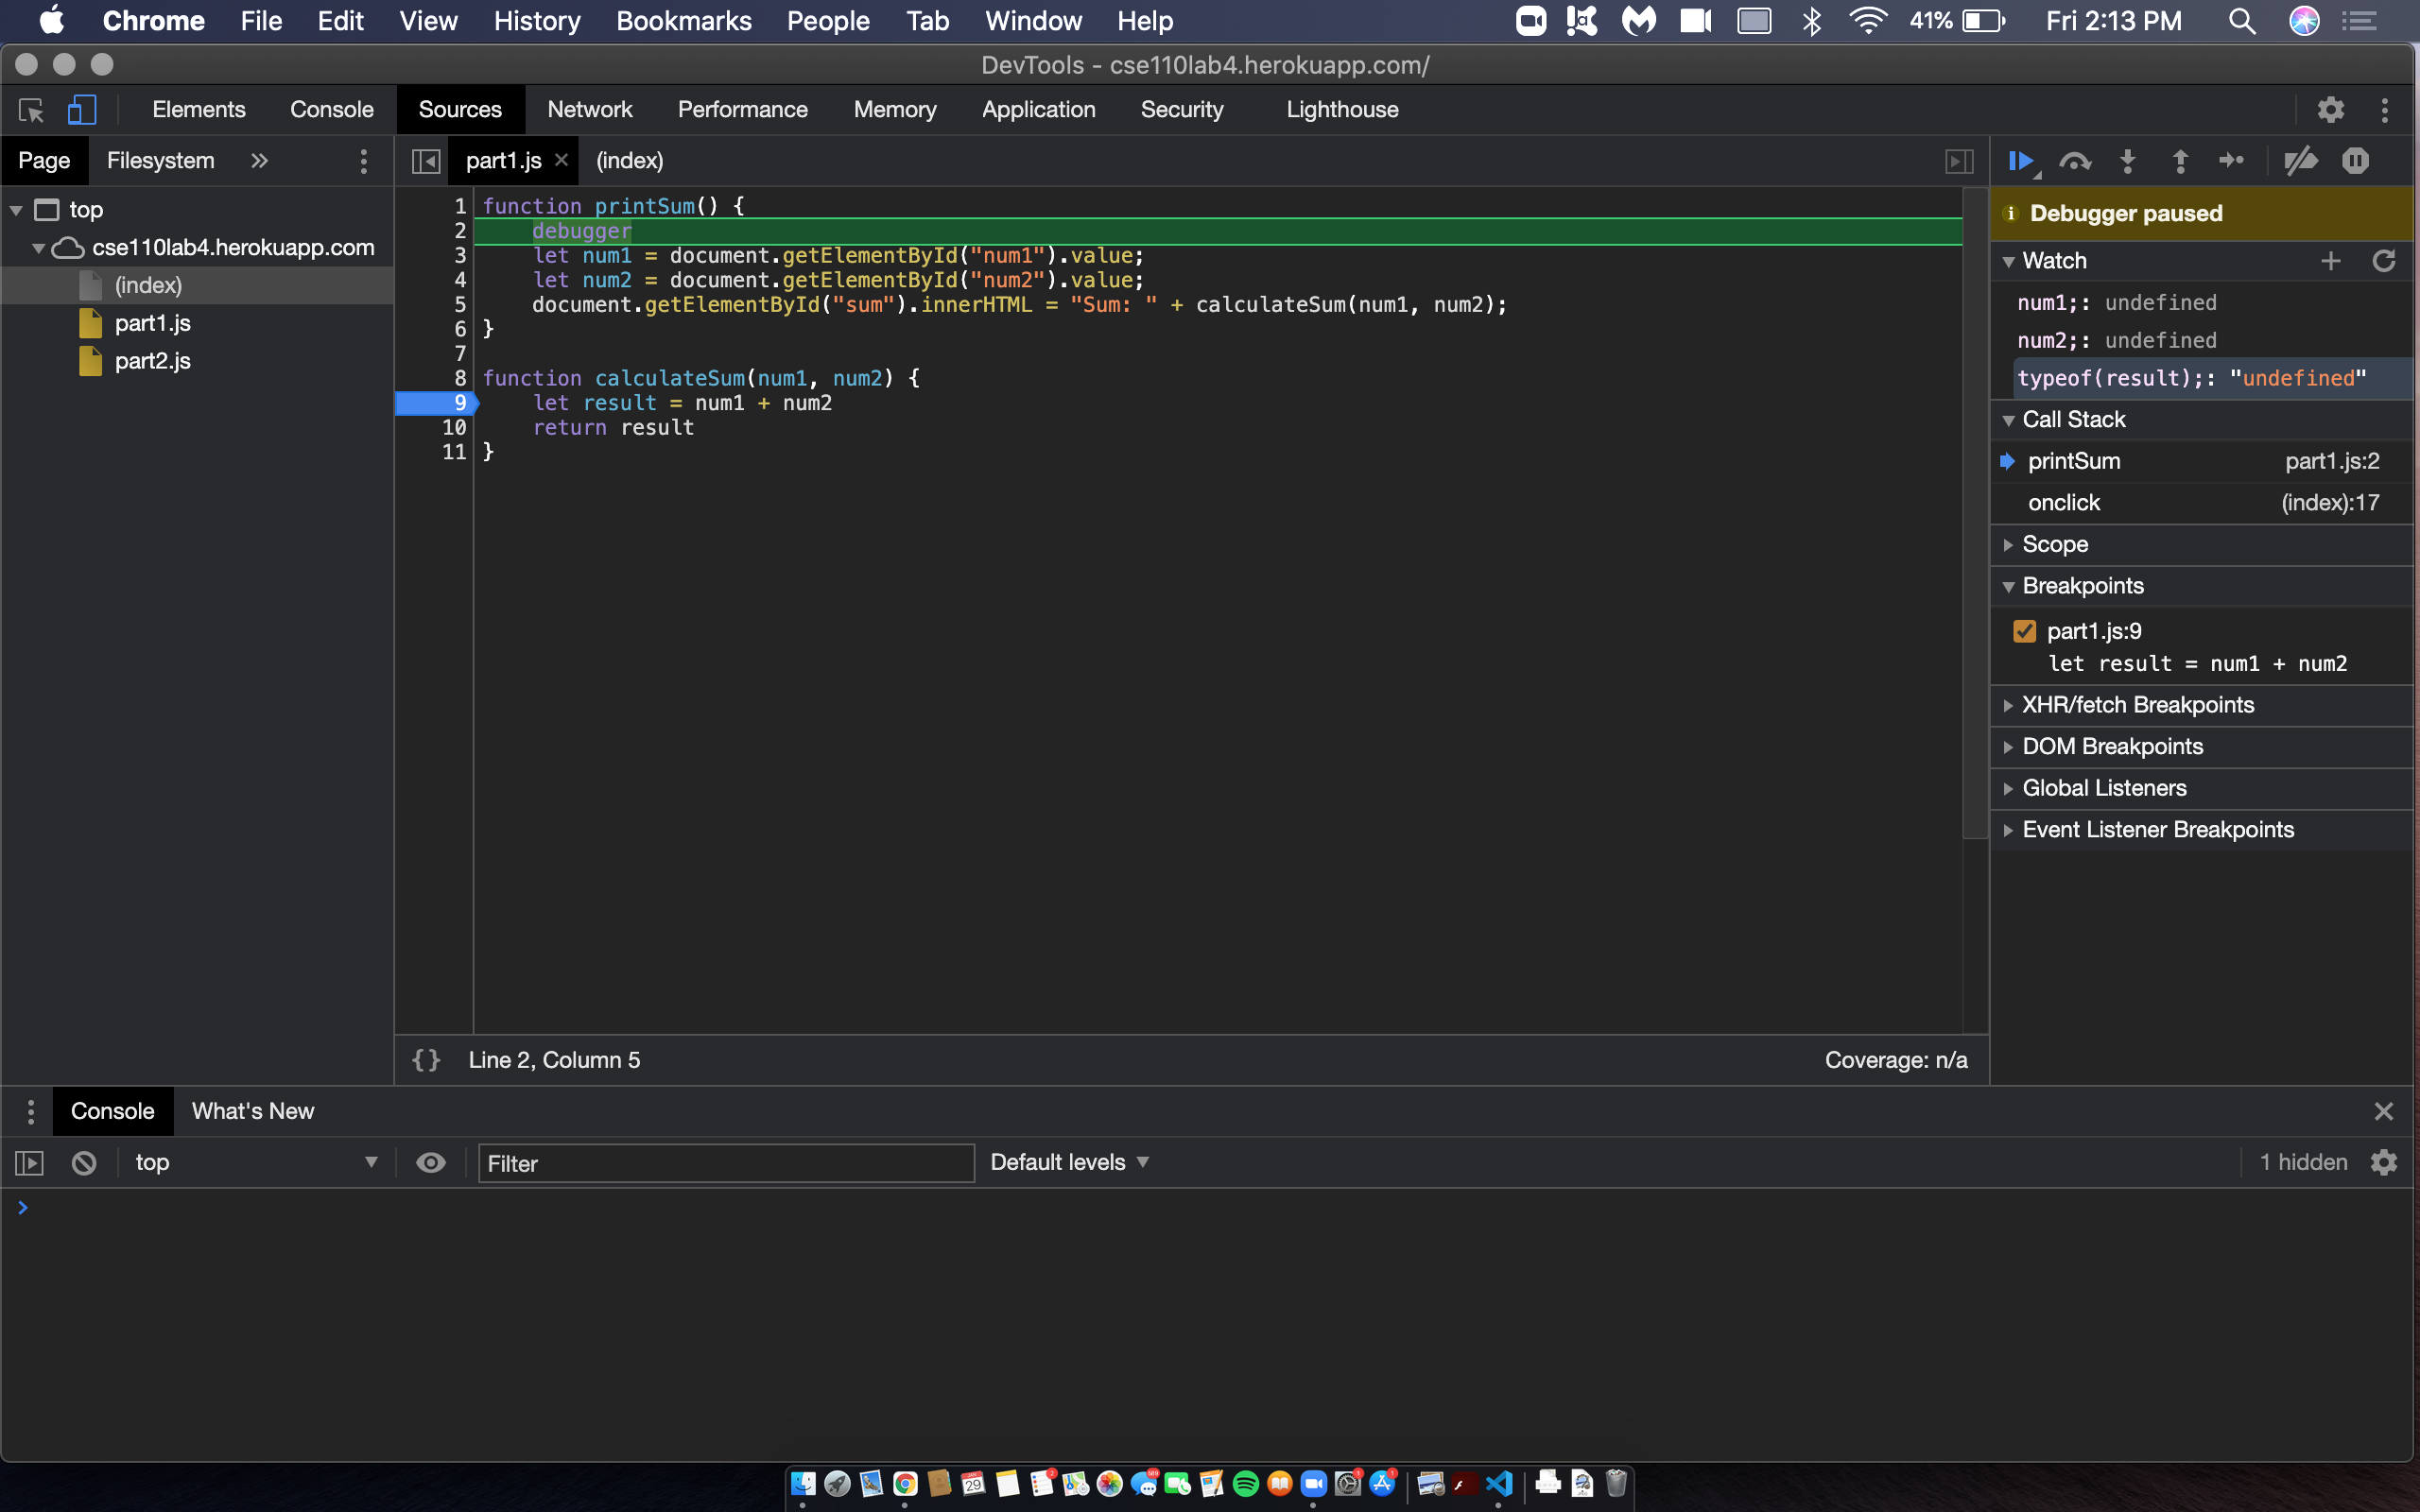 Chrome File Edit View History Bookmarks People Tab Window Help 41% Fri 2:13 PM
DevTools - cse110lab4.herokuapp.com/
Elements Console Sources Network Performance Memory Application Security Lighthouse
Page Filesystem » part1.js × (index)
top
cse110lab4.herokuapp.com
(index)
part1.js
part2.js
1 function printSum() {
2 debugger
3 let num1 = document.getElementById("num1").value;
4 let num2 = document.getElementById("num2").value;
5 document.getElementById("sum").innerHTML = "Sum: " + calculateSum(num1, num2);
6 }
7
8 function calculateSum(num1, num2) {
9 let result = num1 + num2
10 return result
11 }
{} Line 2, Column 5 Coverage: n/a
Debugger paused
Watch
num1;: undefined
num2;: undefined
typeof(result);: "undefined"
Call Stack
printSum part1.js:2
onclick (index):17
Scope
Breakpoints
part1.js:9
let result = num1 + num2
XHR/fetch Breakpoints
DOM Breakpoints
Global Listeners
Event Listener Breakpoints
Console What's New
top Filter Default levels 1 hidden
29